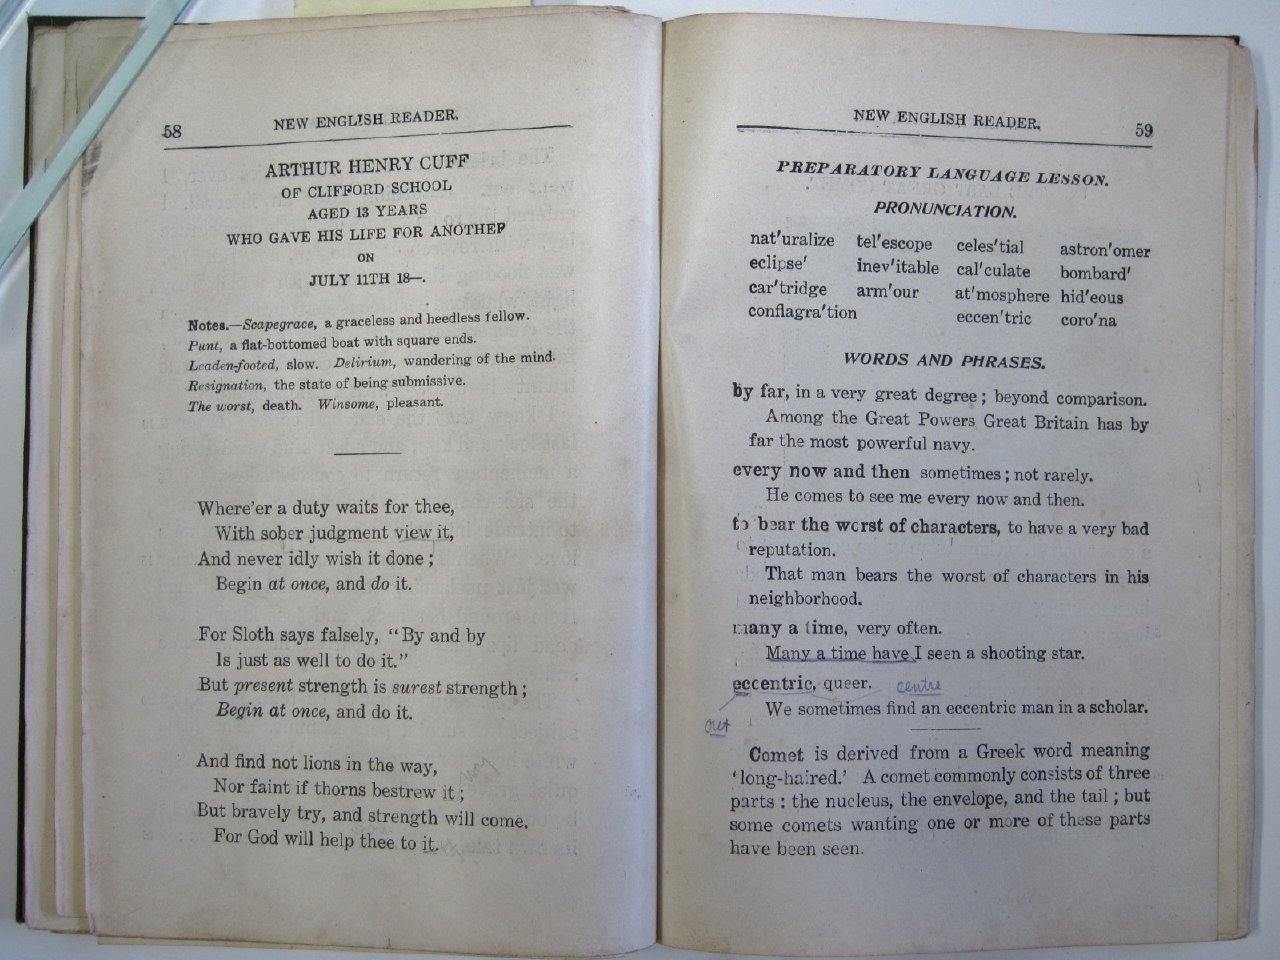 58
NEW ENGLISH READER.
ARTHUR HENRY CUFF
OF CLIFFORD SCHOOL
AGED 13 YEARS
WHO GAVE HIS LIFE FOR ANOTHER
ON
JULY 11TH 18—.
Notes.—Scapegrace, a graceless and heedless fellow.
Punt, a flat-bottomed boat with square ends.
Leaden-footed, slow. Delirium, wandering of the mind.
Resignation, the state of being submissive.
The worst, death. Winsome, pleasant.
Where'er a duty waits for thee,
With sober judgment view it,
And never idly wish it done;
Begin at once, and do it.
For Sloth says falsely, "By and by
Is just as well to do it."
But present strength is surest strength;
Begin at once, and do it.
And find not lions in the way,
Nor faint if thorns bestrew it;
But bravely try, and strength will come,
For God will help thee to it.
NEW ENGLISH READER.
59
PREPARATORY LANGUAGE LESSON.
PRONUNCIATION.
nat'uralize tel'escope celes'tial astron'omer
eclipse' inev'itable cal'culate bombard'
car'tridge arm'our at'mosphere hid'eous
conflagra'tion eccen'tric coro'na
WORDS AND PHRASES.
by far, in a very great degree; beyond comparison.
Among the Great Powers Great Britain has by
far the most powerful navy.
every now and then sometimes; not rarely.
He comes to see me every now and then.
to bear the worst of characters, to have a very bad
reputation.
That man bears the worst of characters in his
neighborhood.
many a time, very often.
Many a time have I seen a shooting star.
eccentric, queer. centre
out
We sometimes find an eccentric man in a scholar.
Comet is derived from a Greek word meaning
'long-haired.' A comet commonly consists of three
parts: the nucleus, the envelope, and the tail; but
some comets wanting one or more of these parts
have been seen.